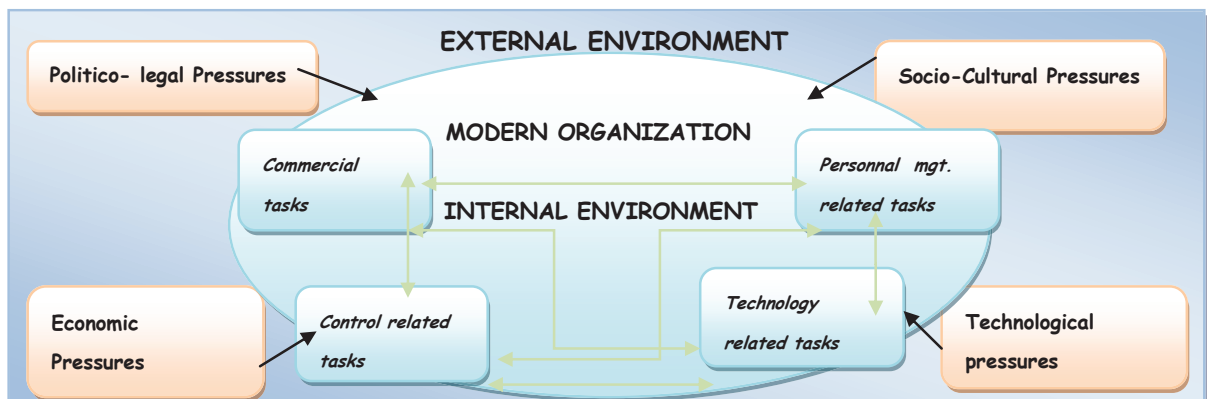 EXTERNAL ENVIRONMENT
Politico- legal Pressures
Socio-Cultural Pressures
MODERN ORGANIZATION
Commercial
tasks
Personnal mgt.
related tasks
INTERNAL ENVIRONMENT
Economic
Pressures
Control related
tasks
Technology
related tasks
Technological
pressures